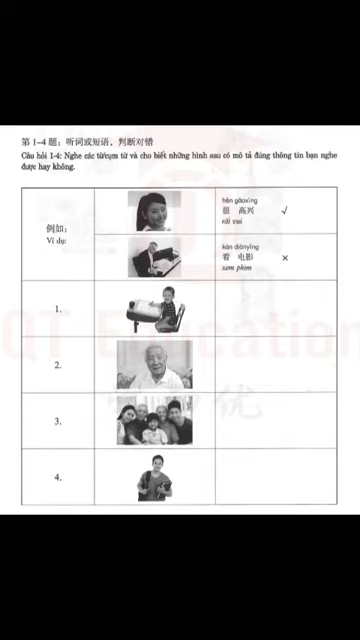 第 1–4 题：听词或短语，判断对错
Câu hỏi 1-4: Nghe các từ/cụm từ và cho biết những hình sau có mô tả đúng thông tin bạn nghe
được hay không.
例如：
Ví dụ:
hěn gāoxìng
很 高兴 √
rất vui
kàn diànyǐng
看 电影 ×
xem phim
1.
2.
3.
4.
QT Education
优